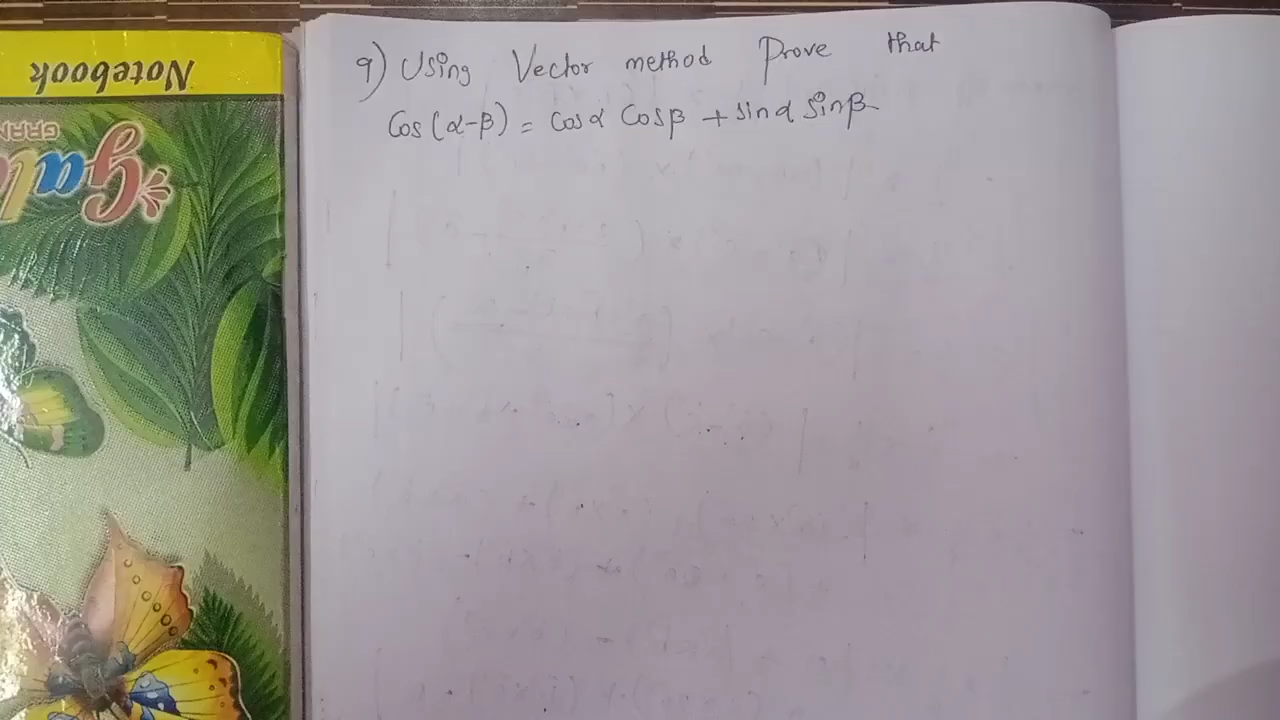 Notebook
9) Using Vector method Prove that
Cos(α-β) = Cosα Cosβ + sinα sinβ